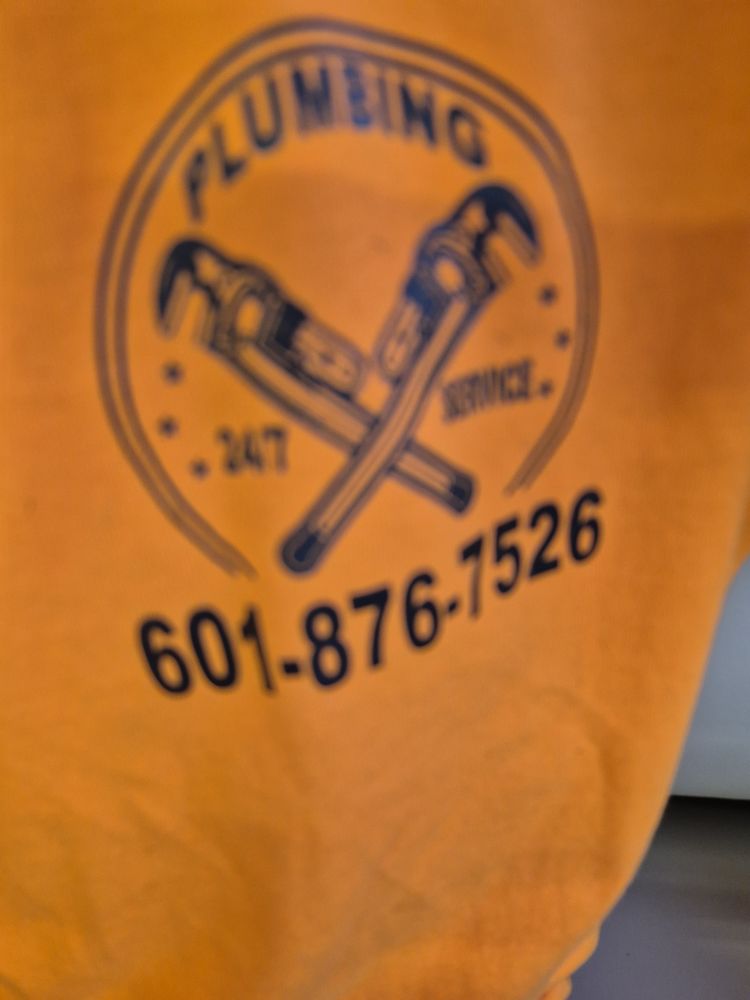 PLUMBING
24/7 SERVICE
601-876-7526